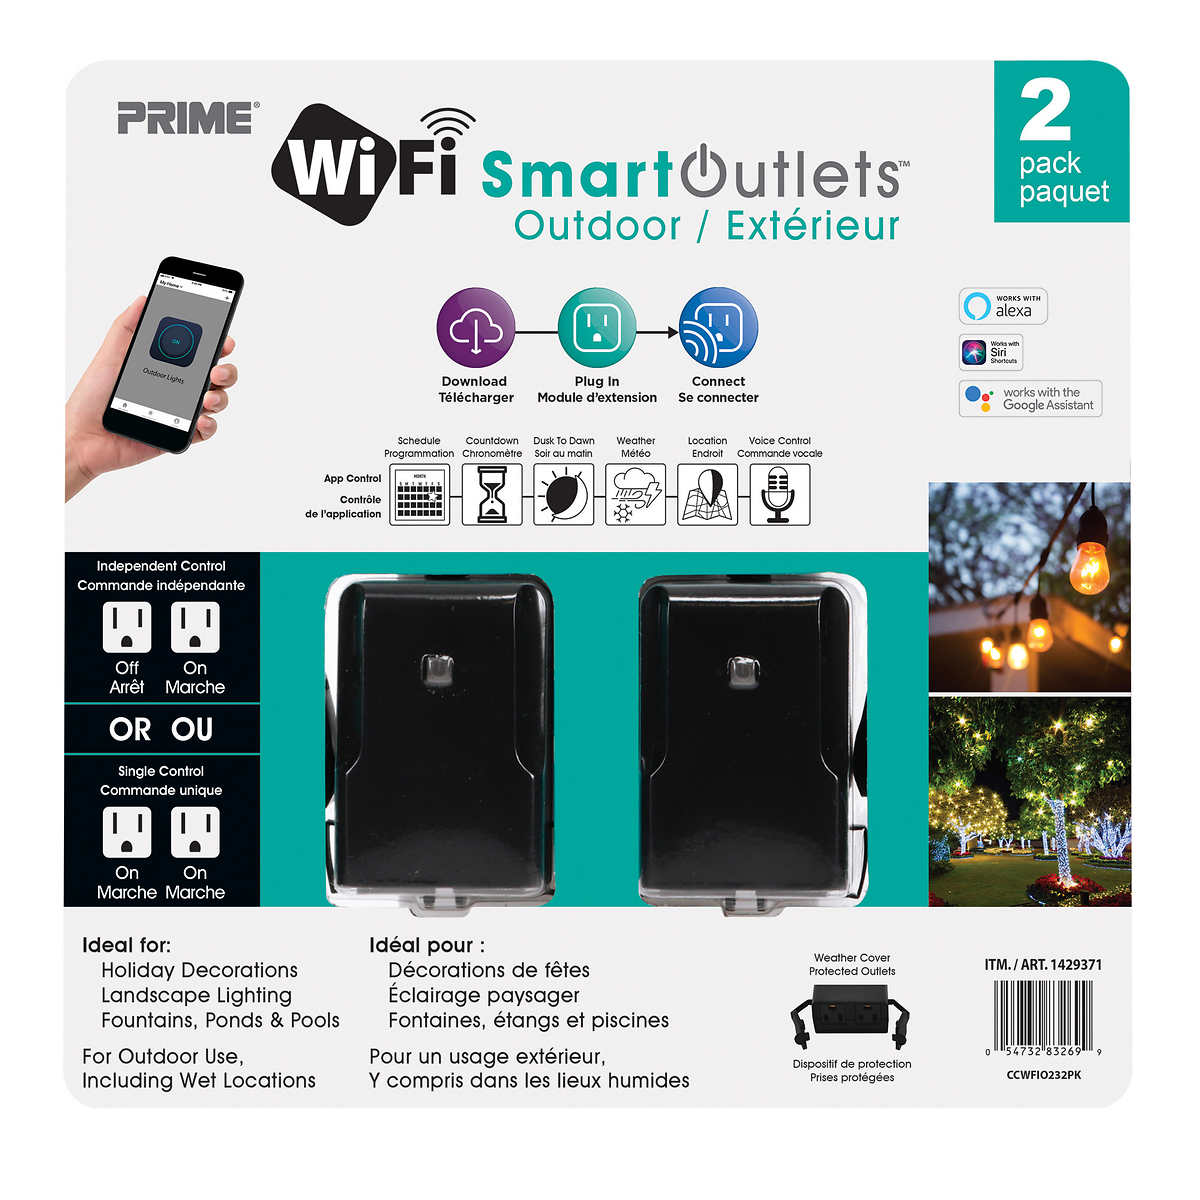 PRIME®
WiFi SmartOutlets™
Outdoor / Extérieur
2
pack
paquet
My Home
ON
Outdoor Lights
Download
Télécharger
Plug In
Module d'extension
Connect
Se connecter
WORKS WITH
alexa
Works with
Siri
Shortcuts
works with the
Google Assistant
Schedule
Programmation
Countdown
Chronomètre
Dusk To Dawn
Soir au matin
Weather
Météo
Location
Endroit
Voice Control
Commande vocale
App Control
Contrôle
de l'application
MONTH
S M T W T F S
Independent Control
Commande indépendante
Off
Arrêt
On
Marche
OR OU
Single Control
Commande unique
On
Marche
On
Marche
Ideal for:
Holiday Decorations
Landscape Lighting
Fountains, Ponds & Pools
For Outdoor Use,
Including Wet Locations
Idéal pour :
Décorations de fêtes
Éclairage paysager
Fontaines, étangs et piscines
Pour un usage extérieur,
Y compris dans les lieux humides
Weather Cover
Protected Outlets
Dispositif de protection
Prises protégées
ITM. / ART. 1429371
0 54732 83269 9
CCWFIO232PK